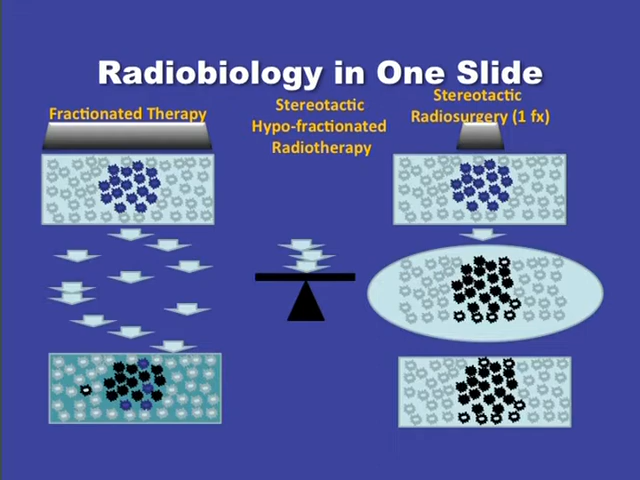 Radiobiology in One Slide
Fractionated Therapy
Stereotactic
Hypo-fractionated
Radiotherapy
Stereotactic
Radiosurgery (1 fx)